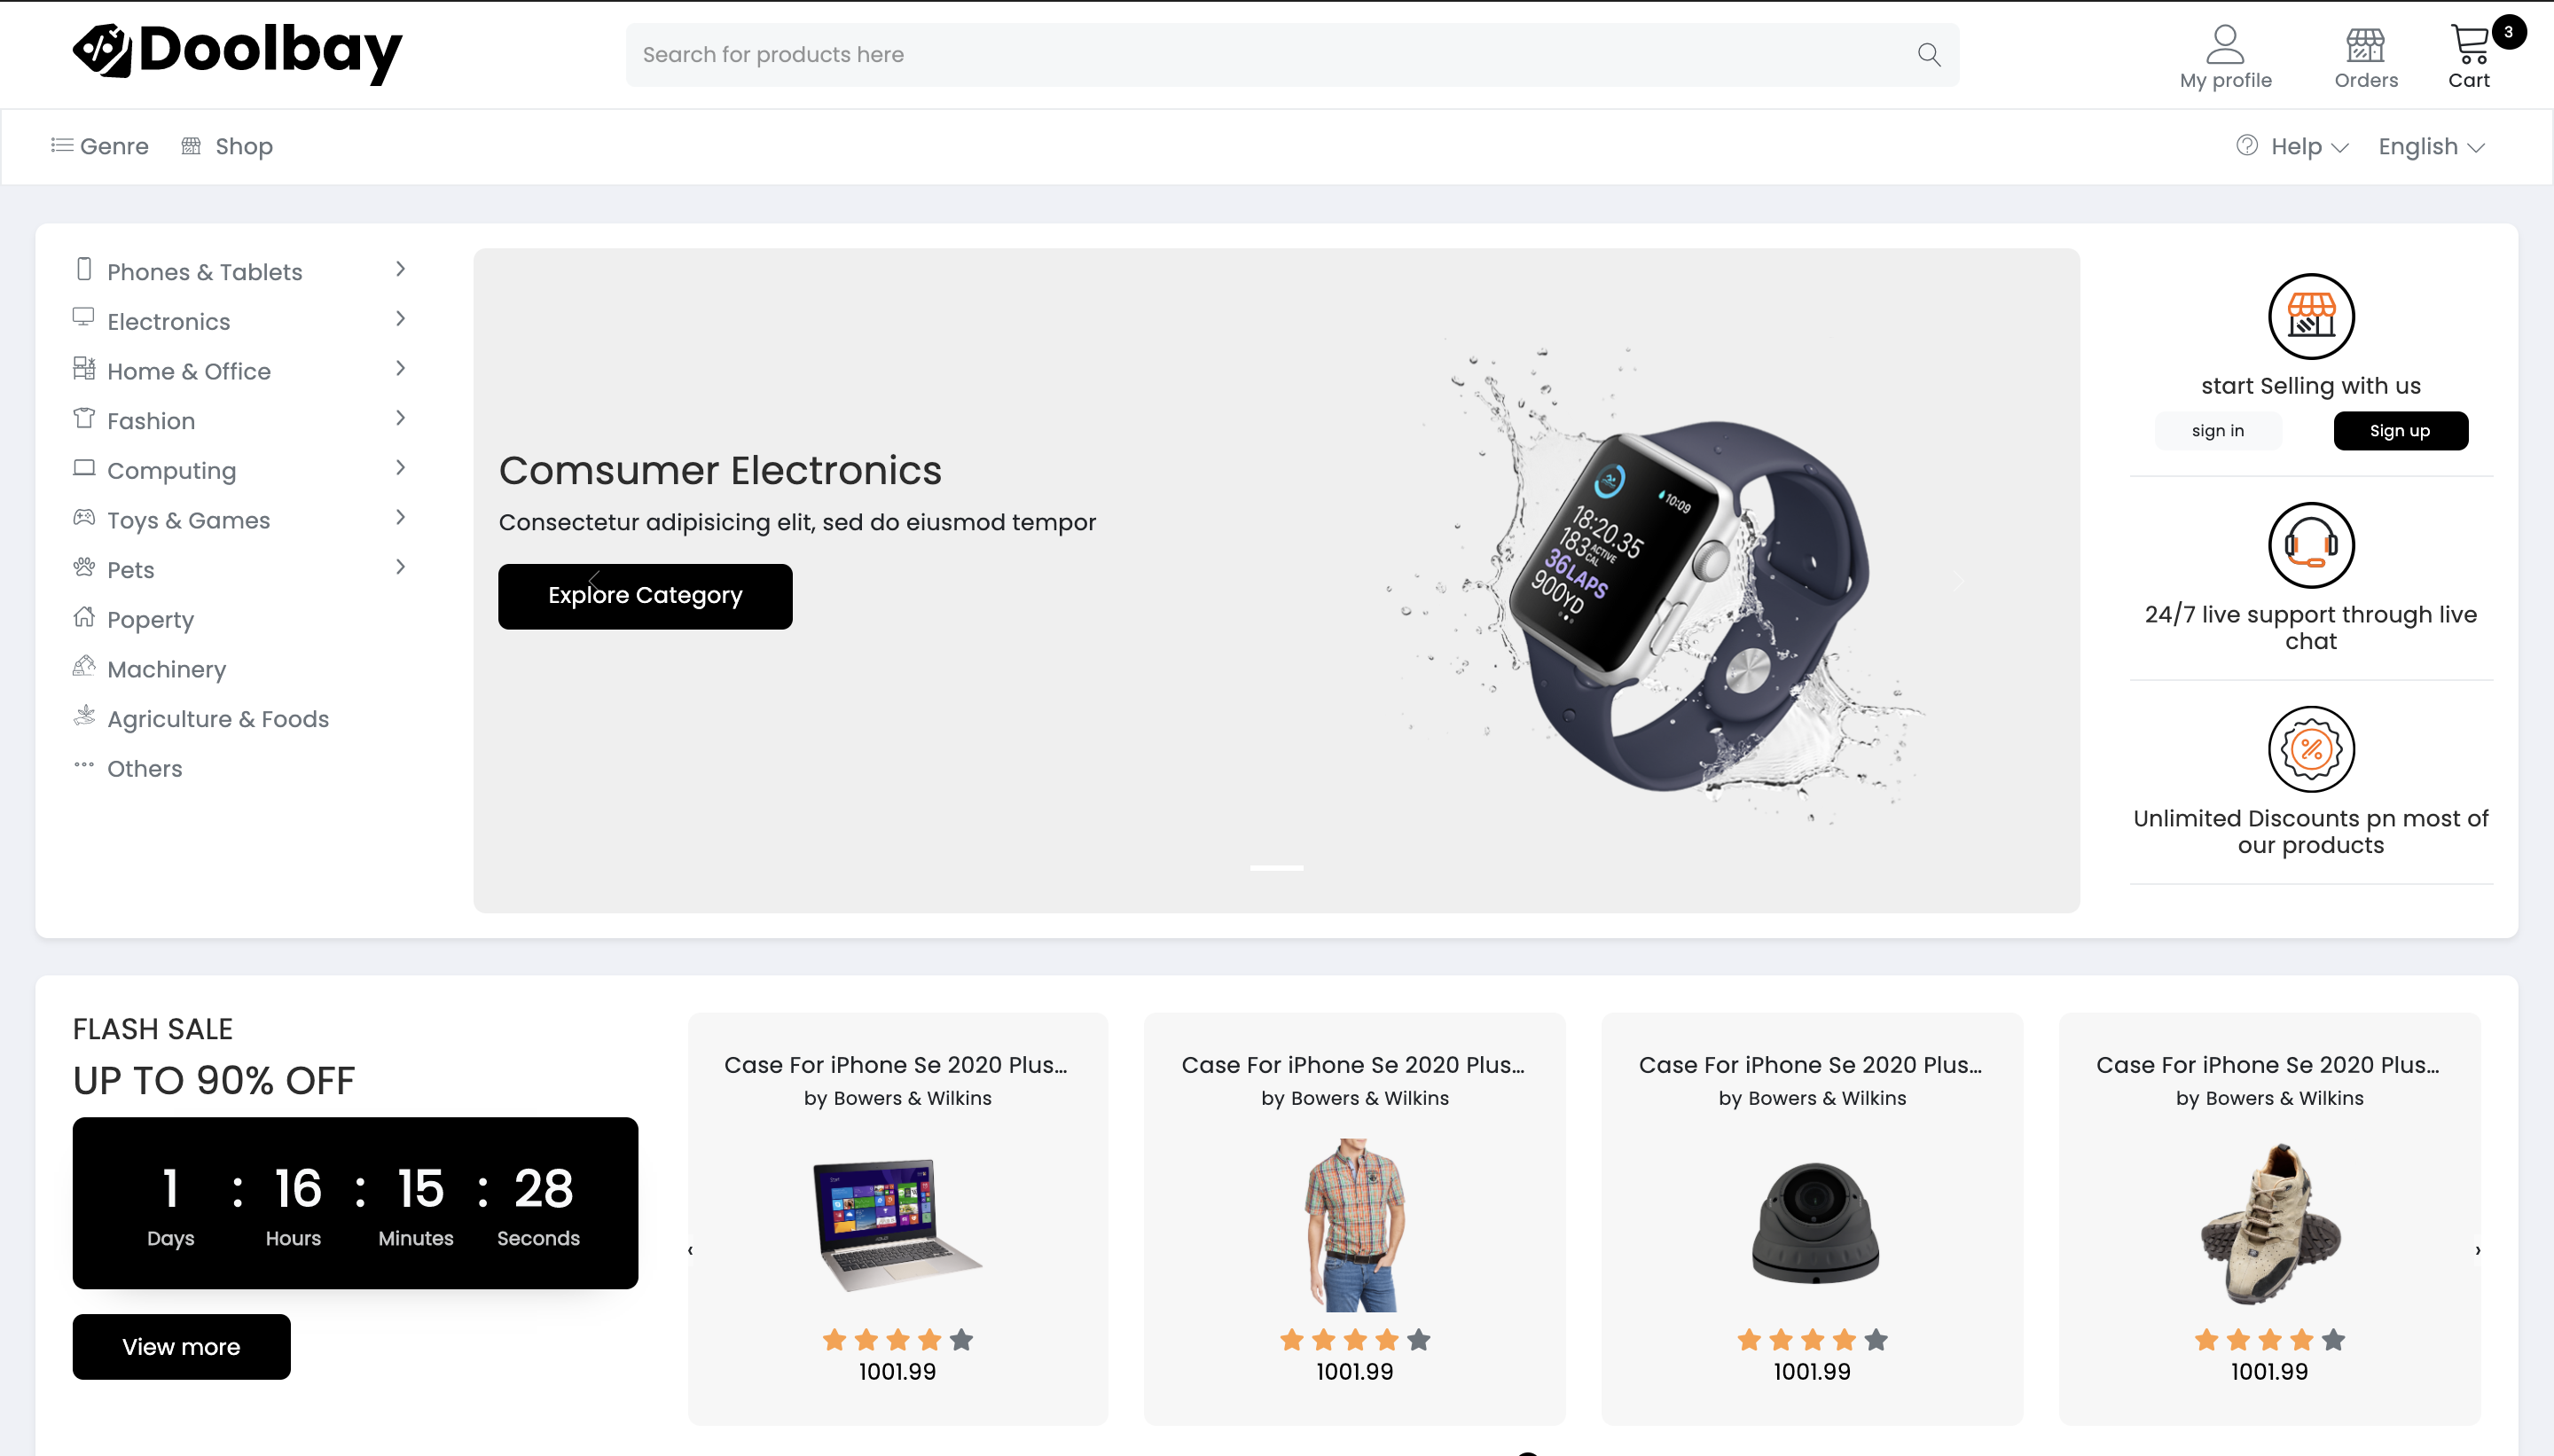 Doolbay
Search for products here
My profile
Orders
3
Cart
Genre
Shop
Help
English
Phones & Tablets
Electronics
Home & Office
Fashion
Computing
Toys & Games
Pets
Poperty
Machinery
Agriculture & Foods
Others
Comsumer Electronics
Consectetur adipisicing elit, sed do eiusmod tempor
Explore Category
10:09
18:20.35
183 ACTIVE CAL
36LAPS
900YD
start Selling with us
sign in
Sign up
24/7 live support through live
chat
Unlimited Discounts pn most of
our products
FLASH SALE
UP TO 90% OFF
1 : 16 : 15 : 28
Days Hours Minutes Seconds
View more
Case For iPhone Se 2020 Plus...
by Bowers & Wilkins
1001.99
Case For iPhone Se 2020 Plus...
by Bowers & Wilkins
1001.99
Case For iPhone Se 2020 Plus...
by Bowers & Wilkins
1001.99
Case For iPhone Se 2020 Plus...
by Bowers & Wilkins
1001.99